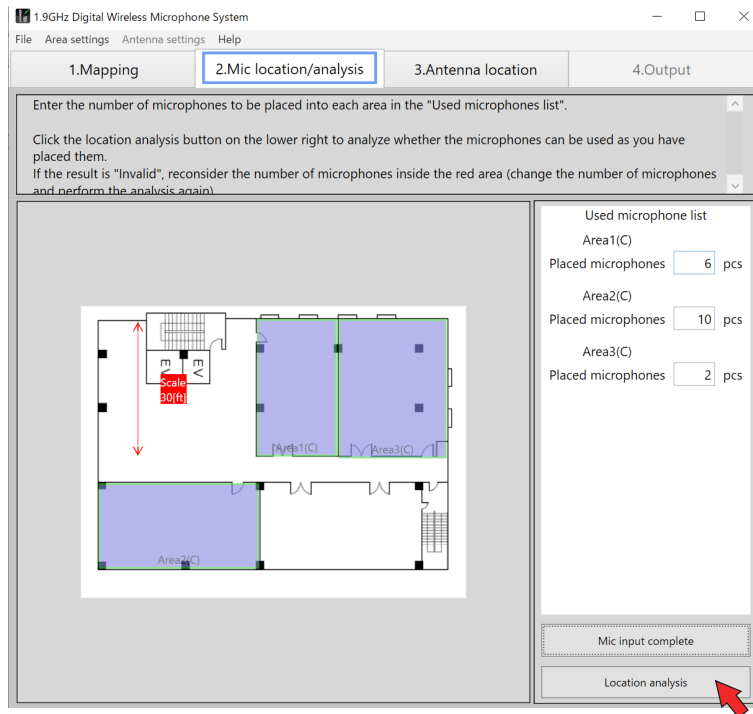 1.9GHz Digital Wireless Microphone System
File Area settings Antenna settings Help
1.Mapping 2.Mic location/analysis 3.Antenna location 4.Output
Enter the number of microphones to be placed into each area in the "Used microphones list".
Click the location analysis button on the lower right to analyze whether the microphones can be used as you have
placed them.
If the result is "Invalid", reconsider the number of microphones inside the red area (change the number of microphones
and perform the analysis again)
EV EV
Scale
30[ft]
Area1(C) Area3(C)
Area2(C)
Used microphone list
Area1(C)
Placed microphones 6 pcs
Area2(C)
Placed microphones 10 pcs
Area3(C)
Placed microphones 2 pcs
Mic input complete
Location analysis